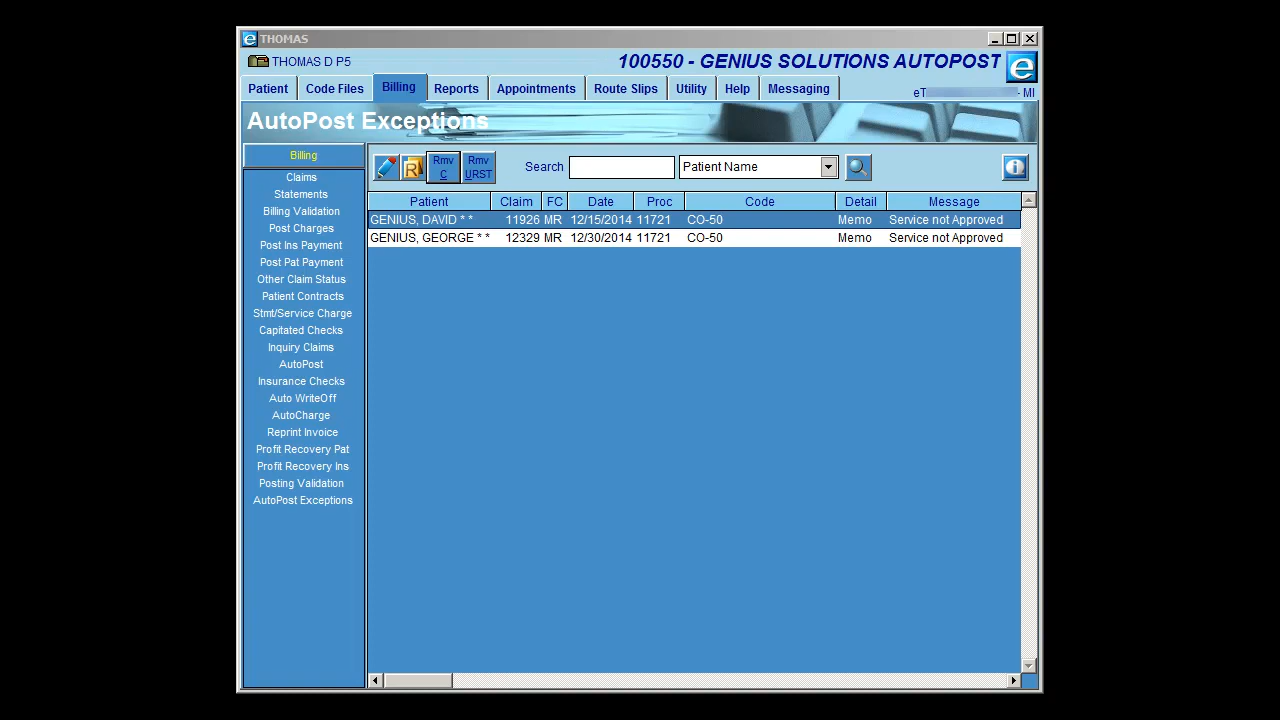 THOMAS
THOMAS D P5
100550 - GENIUS SOLUTIONS AUTOPOST
Patient Code Files Billing Reports Appointments Route Slips Utility Help Messaging
eT - MI
AutoPost Exceptions
Billing
Claims
Statements
Billing Validation
Post Charges
Post Ins Payment
Post Pat Payment
Other Claim Status
Patient Contracts
Stmt/Service Charge
Capitated Checks
Inquiry Claims
AutoPost
Insurance Checks
Auto WriteOff
AutoCharge
Reprint Invoice
Profit Recovery Pat
Profit Recovery Ins
Posting Validation
AutoPost Exceptions
R
Rmv
C
Rmv
URST
Search Patient Name
Patient Claim FC Date Proc Code Detail Message
GENIUS, DAVID * * 11926 MR 12/15/2014 11721 CO-50 Memo Service not Approved
GENIUS, GEORGE * * 12329 MR 12/30/2014 11721 CO-50 Memo Service not Approved